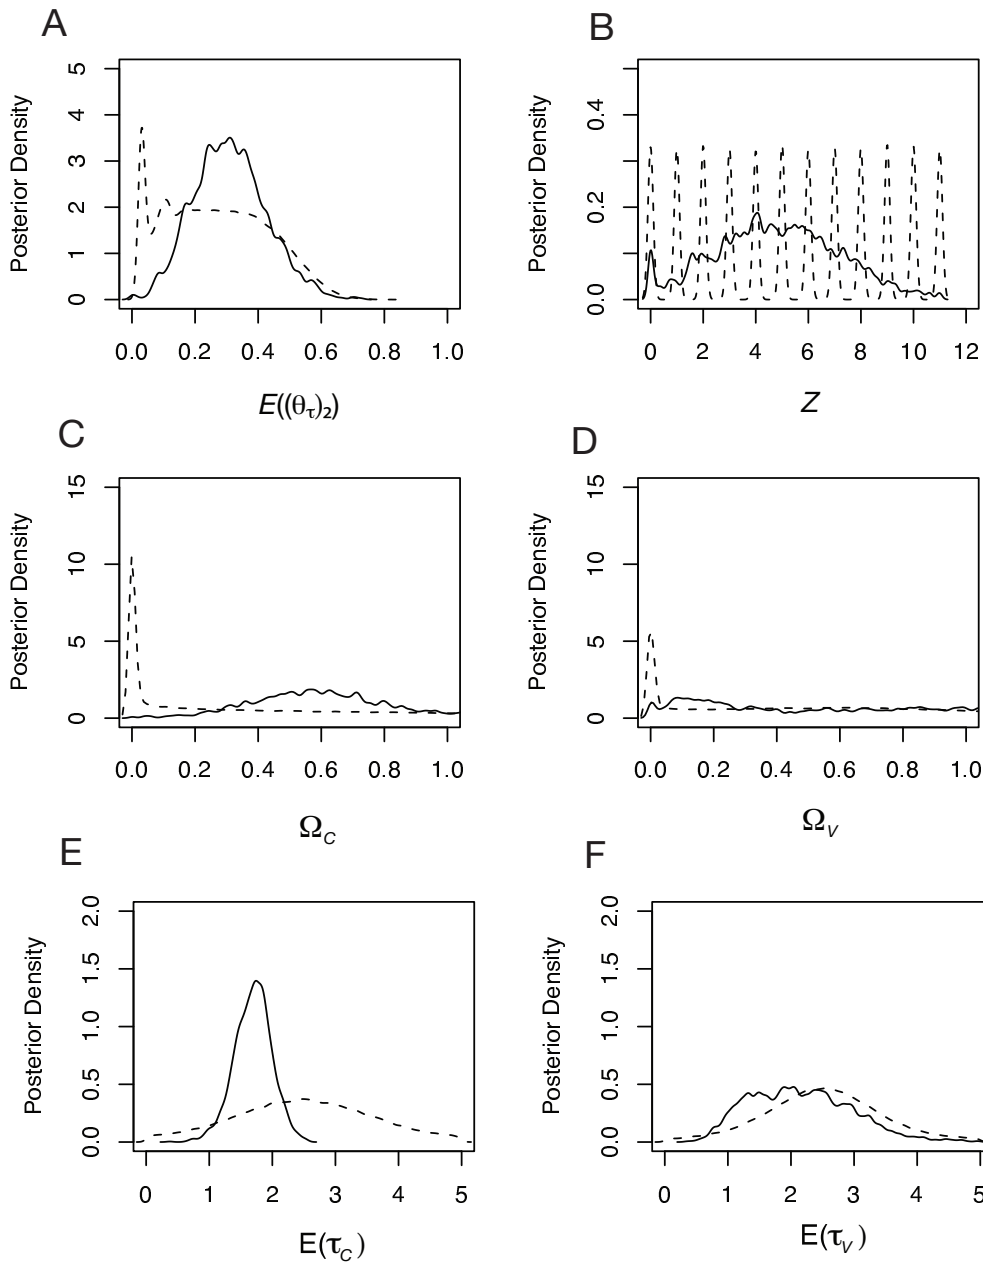 A
Posterior Density
5
4
3
2
1
0
0.0 0.2 0.4 0.6 0.8 1.0
E((θτ)₂)
B
Posterior Density
0.4
0.2
0.0
0 2 4 6 8 10 12
Z
C
Posterior Density
15
10
5
0
0.0 0.2 0.4 0.6 0.8 1.0
Ω_C
D
Posterior Density
15
10
5
0
0.0 0.2 0.4 0.6 0.8 1.0
Ω_V
E
Posterior Density
2.0
1.5
1.0
0.5
0.0
0 1 2 3 4 5
E(τ_C)
F
Posterior Density
2.0
1.5
1.0
0.5
0.0
0 1 2 3 4 5
E(τ_V)